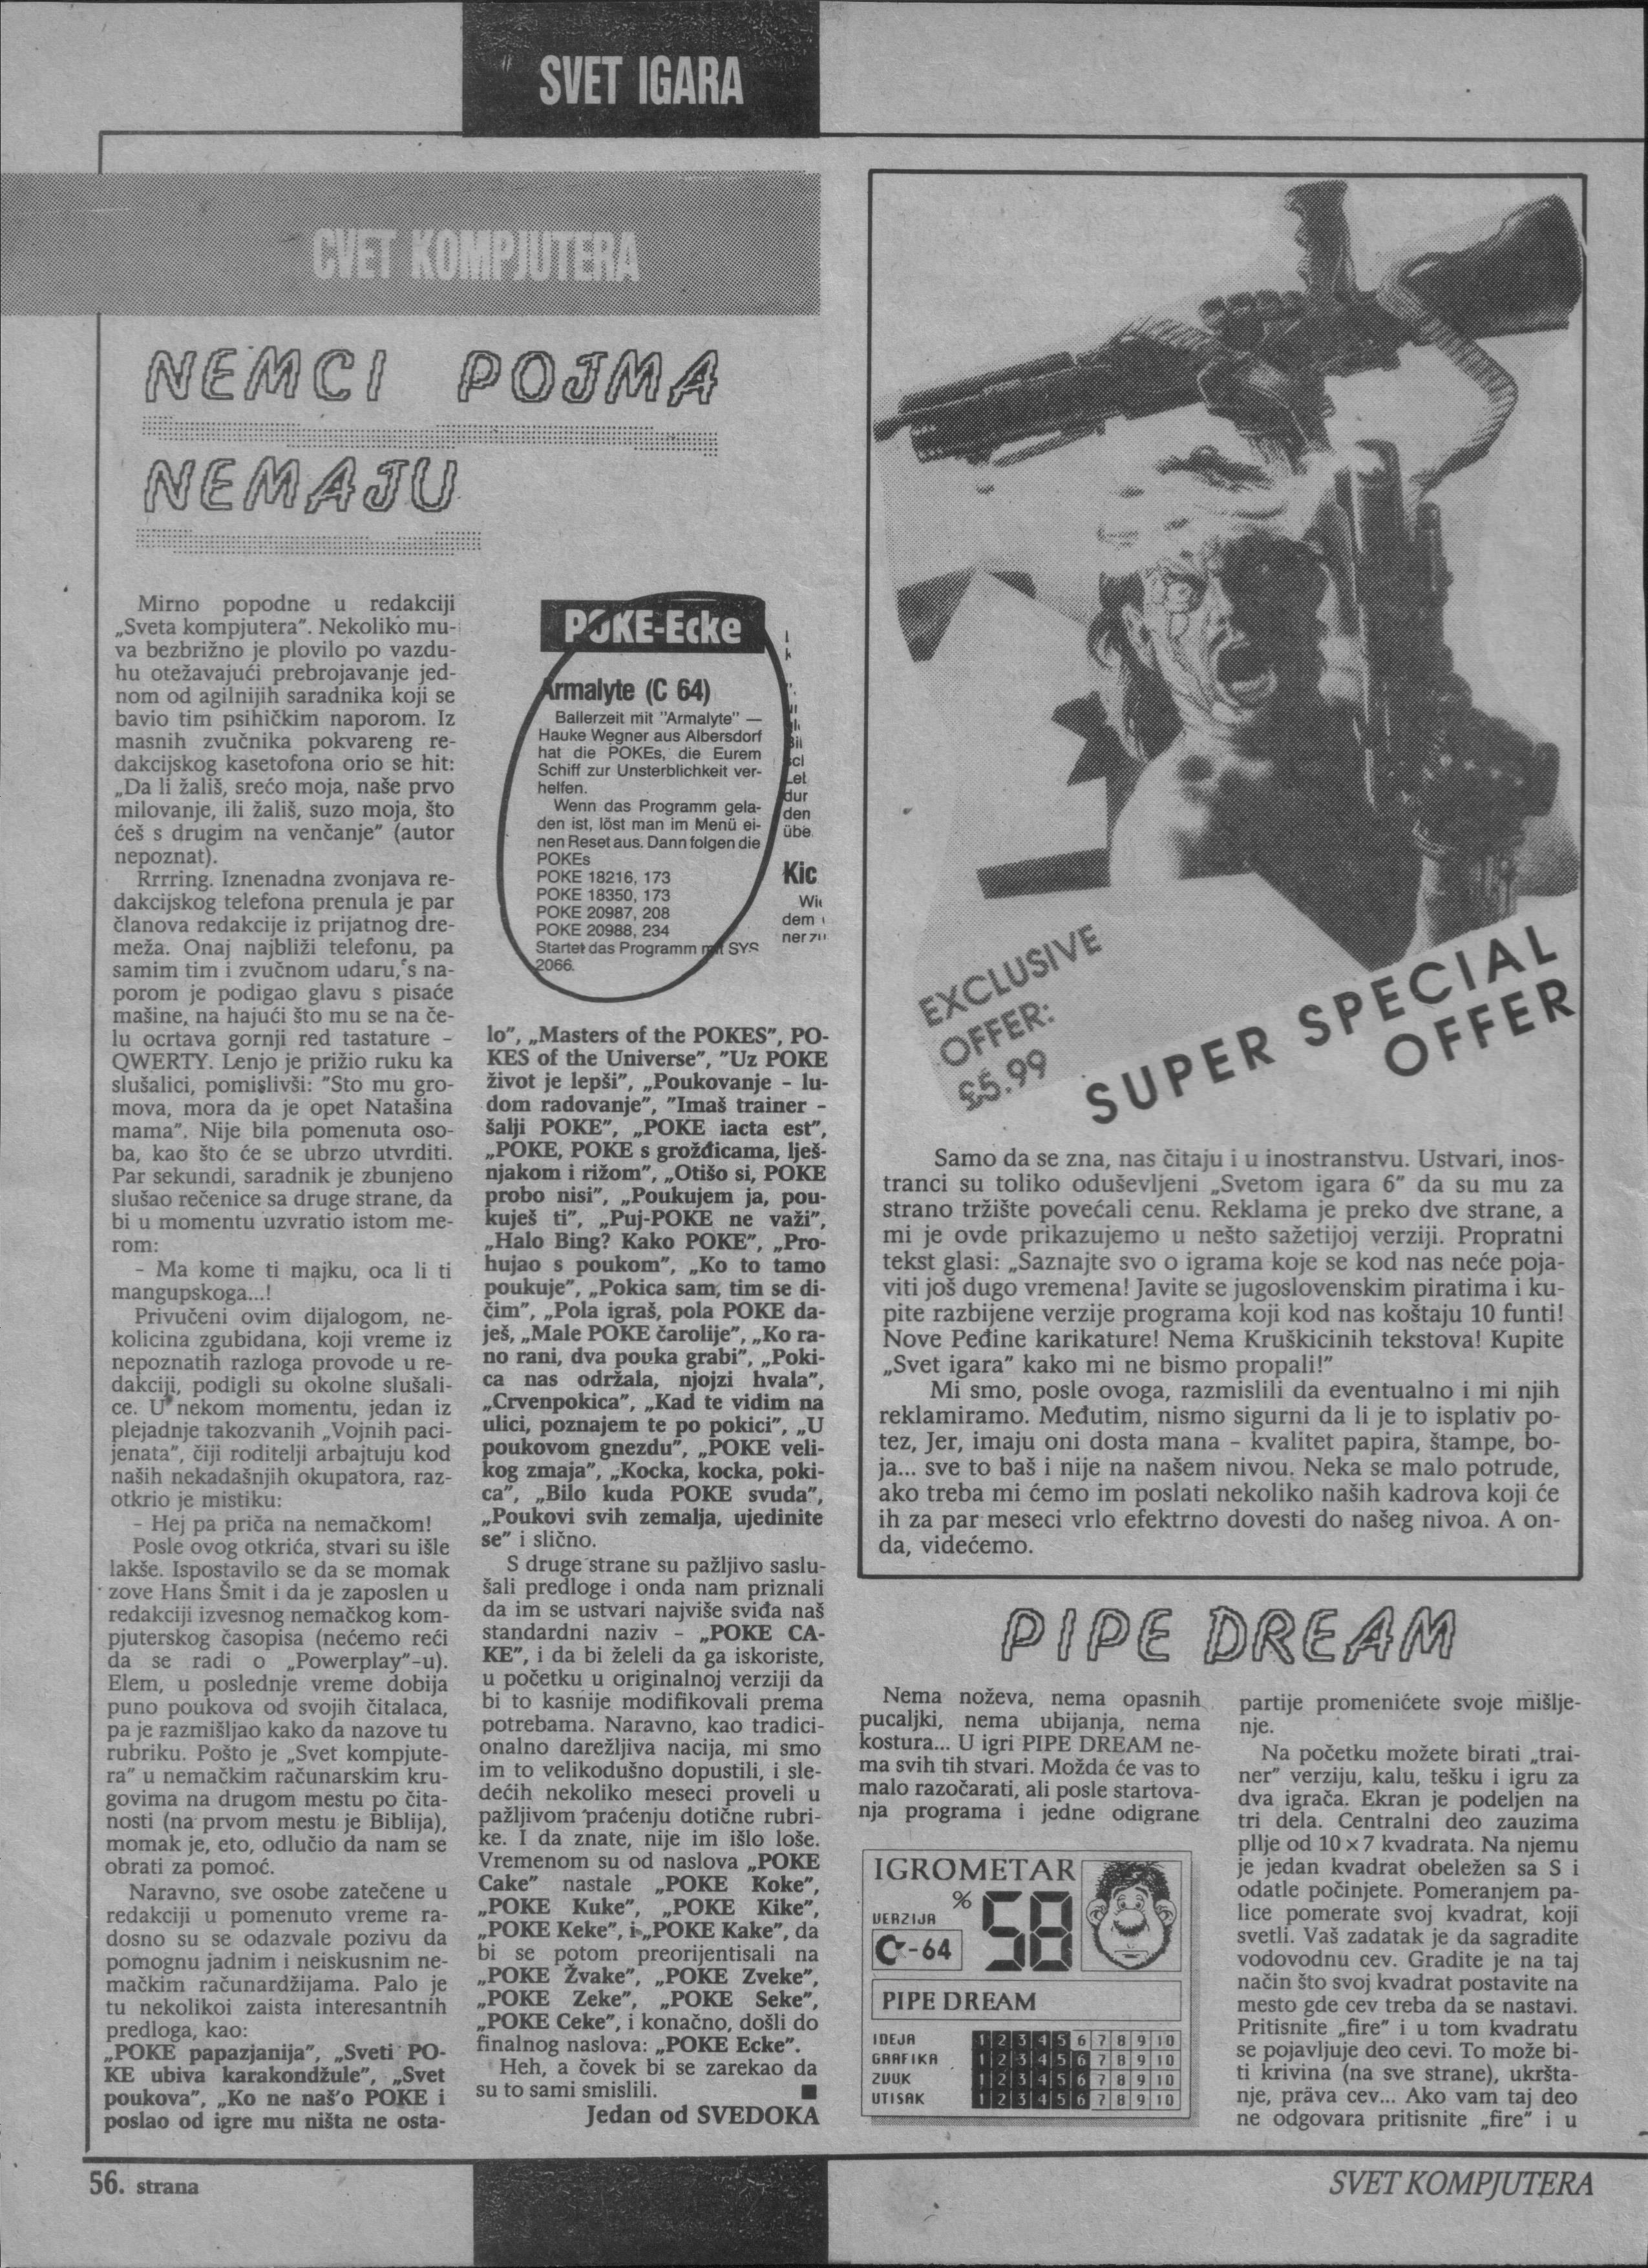 SVET IGARA
CVET KOMPJUTERA
NEMCI POJMA
NEMAJU
Mirno popodne u redakciji
„Sveta kompjutera”. Nekoliko mu-
va bezbrižno je plovilo po vazdu-
hu otežavajući prebrojavanje jed-
nom od agilnijih saradnika koji se
bavio tim psihičkim naporom. Iz
masnih zvučnika pokvareng re-
dakcijskog kasetofona orio se hit:
„Da li žališ, srećo moja, naše prvo
milovanje, ili žališ, suzo moja, što
ćeš s drugim na venčanje” (autor
nepoznat).
Rrrring. Iznenadna zvonjava re-
dakcijskog telefona prenula je par
članova redakcije iz prijatnog dre-
meža. Onaj najbliži telefonu, pa
samim tim i zvučnom udaru, s na-
porom je podigao glavu s pisaće
mašine, na hajući što mu se na če-
lu ocrtava gornji red tastature –
QWERTY. Lenjo je prižio ruku ka
slušalici, pomislivši: ”Sto mu gro-
mova, mora da je opet Natašina
mama”. Nije bila pomenuta oso-
ba, kao što će se ubrzo utvrditi.
Par sekundi, saradnik je zbunjeno
slušao rečenice sa druge strane, da
bi u momentu uzvratio istom me-
rom:
– Ma kome ti majku, oca li ti
mangupskoga...!
Privučeni ovim dijalogom, ne-
kolicina zgubidana, koji vreme iz
nepoznatih razloga provode u re-
dakciji, podigli su okolne slušali-
ce. U nekom momentu, jedan iz
plejadnje takozvanih „Vojnih paci-
jenata”, čiji roditelji arbajtuju kod
naših nekadašnjih okupatora, raz-
otkrio je mistiku:
– Hej pa priča na nemačkom!
Posle ovog otkrića, stvari su išle
lakše. Ispostavilo se da se momak
zove Hans Šmit i da je zaposlen u
redakciji izvesnog nemačkog kom-
pjuterskog časopisa (nećemo reći
da se radi o „Powerplay”-u).
Elem, u poslednje vreme dobija
puno poukova od svojih čitalaca,
pa je razmišljao kako da nazove tu
rubriku. Pošto je „Svet kompjute-
ra” u nemačkim računarskim kru-
govima na drugom mestu po čita-
nosti (na prvom mestu je Biblija),
momak je, eto, odlučio da nam se
obrati za pomoć.
Naravno, sve osobe zatečene u
redakciji u pomenuto vreme ra-
dosno su se odazvale pozivu da
pomognu jadnim i neiskusnim ne-
mačkim računardžijama. Palo je
tu nekolikoi zaista interesantnih
predloga, kao:
„POKE papazjanija”, „Sveti PO-
KE ubiva karakondžule”, „Svet
poukova”, „Ko ne naš’o POKE i
poslao od igre mu ništa ne osta-
POKE-Ecke
Armalyte (C 64)
Ballerzeit mit ”Armalyte” —
Hauke Wegner aus Albersdorf
hat die POKEs, die Eurem
Schiff zur Unsterblichkeit ver-
helfen.
Wenn das Programm gela-
den ist, löst man im Menü ei-
nen Reset aus. Dann folgen die
POKEs
POKE 18216, 173
POKE 18350, 173
POKE 20987, 208
POKE 20988, 234
Startet das Programm mit SYS
2066.
dur
den
übe
Kic
dem
lo”, „Masters of the POKES”, PO-
KES of the Universe”, ”Uz POKE
život je lepši”, „Poukovanje – lu-
dom radovanje”, ”Imaš trainer –
šalji POKE”, „POKE iacta est”,
„POKE, POKE s grožđicama, lješ-
njakom i rižom”, „Otišo si, POKE
probo nisi”, „Poukujem ja, pou-
kuješ ti”, „Puj-POKE ne važi”,
„Halo Bing? Kako POKE”, „Pro-
hujao s poukom”, „Ko to tamo
poukuje”, „Pokica sam, tim se di-
čim”, „Pola igraš, pola POKE da-
ješ, „Male POKE čarolije”, „Ko ra-
no rani, dva pouka grabi”, „Poki-
ca nas održala, njojzi hvala”,
„Crvenpokica”, „Kad te vidim na
ulici, poznajem te po pokici”, „U
poukovom gnezdu”, „POKE veli-
kog zmaja”, „Kocka, kocka, poki-
ca”, „Bilo kuda POKE svuda”,
„Poukovi svih zemalja, ujedinite
se” i slično.
S druge strane su pažljivo saslu-
šali predloge i onda nam priznali
da im se ustvari najviše sviđa naš
standardni naziv – „POKE CA-
KE”, i da bi želeli da ga iskoriste,
u početku u originalnoj verziji da
bi to kasnije modifikovali prema
potrebama. Naravno, kao tradici-
onalno darežljiva nacija, mi smo
im to velikodušno dopustili, i sle-
dećih nekoliko meseci proveli u
pažljivom praćenju dotične rubri-
ke. I da znate, nije im išlo loše.
Vremenom su od naslova „POKE
Cake” nastale „POKE Koke”,
„POKE Kuke”, „POKE Kike”,
„POKE Keke”, i „POKE Kake”, da
bi se potom preorijentisali na
„POKE Žvake”, „POKE Zveke”,
„POKE Zeke”, „POKE Seke”,
„POKE Ceke”, i konačno, došli do
finalnog naslova: „POKE Ecke”.
Heh, a čovek bi se zarekao da
su to sami smislili. ■
Jedan od SVEDOKA
EXCLUSIVE
OFFER:
£5.99
SUPER SPECIAL
OFFER
Samo da se zna, nas čitaju i u inostranstvu. Ustvari, inos-
tranci su toliko oduševljeni „Svetom igara 6” da su mu za
strano tržište povećali cenu. Reklama je preko dve strane, a
mi je ovde prikazujemo u nešto sažetijoj verziji. Propratni
tekst glasi: „Saznajte svo o igrama koje se kod nas neće poja-
viti još dugo vremena! Javite se jugoslovenskim piratima i ku-
pite razbijene verzije programa koji kod nas koštaju 10 funti!
Nove Peđine karikature! Nema Kruškicinih tekstova! Kupite
„Svet igara” kako mi ne bismo propali!”
Mi smo, posle ovoga, razmislili da eventualno i mi njih
reklamiramo. Međutim, nismo sigurni da li je to isplativ po-
tez, Jer, imaju oni dosta mana – kvalitet papira, štampe, bo-
ja... sve to baš i nije na našem nivou. Neka se malo potrude,
ako treba mi ćemo im poslati nekoliko naših kadrova koji će
ih za par meseci vrlo efektrno dovesti do našeg nivoa. A on-
da, videćemo.
PIPE DREAM
Nema noževa, nema opasnih
pucaljki, nema ubijanja, nema
kostura... U igri PIPE DREAM ne-
ma svih tih stvari. Možda će vas to
malo razočarati, ali posle startova-
nja programa i jedne odigrane
IGROMETAR
% 58
VERZIJA
C-64
PIPE DREAM
IDEJA 1 2 3 4 5 6 7 8 9 10
GRAFIKA 1 2 3 4 5 6 7 8 9 10
ZVUK 1 2 3 4 5 6 7 8 9 10
UTISAK 1 2 3 4 5 6 7 8 9 10
partije promenićete svoje mišlje-
nje.
Na početku možete birati „trai-
ner” verziju, kalu, tešku i igru za
dva igrača. Ekran je podeljen na
tri dela. Centralni deo zauzima
pllje od 10 × 7 kvadrata. Na njemu
je jedan kvadrat obeležen sa S i
odatle počinjete. Pomeranjem pa-
lice pomerate svoj kvadrat, koji
svetli. Vaš zadatak je da sagradite
vodovodnu cev. Gradite je na taj
način što svoj kvadrat postavite na
mesto gde cev treba da se nastavi.
Pritisnite „fire” i u tom kvadratu
se pojavljuje deo cevi. To može bi-
ti krivina (na sve strane), ukršta-
nje, prava cev... Ako vam taj deo
ne odgovara pritisnite „fire” i u
56. strana
SVET KOMPJUTERA